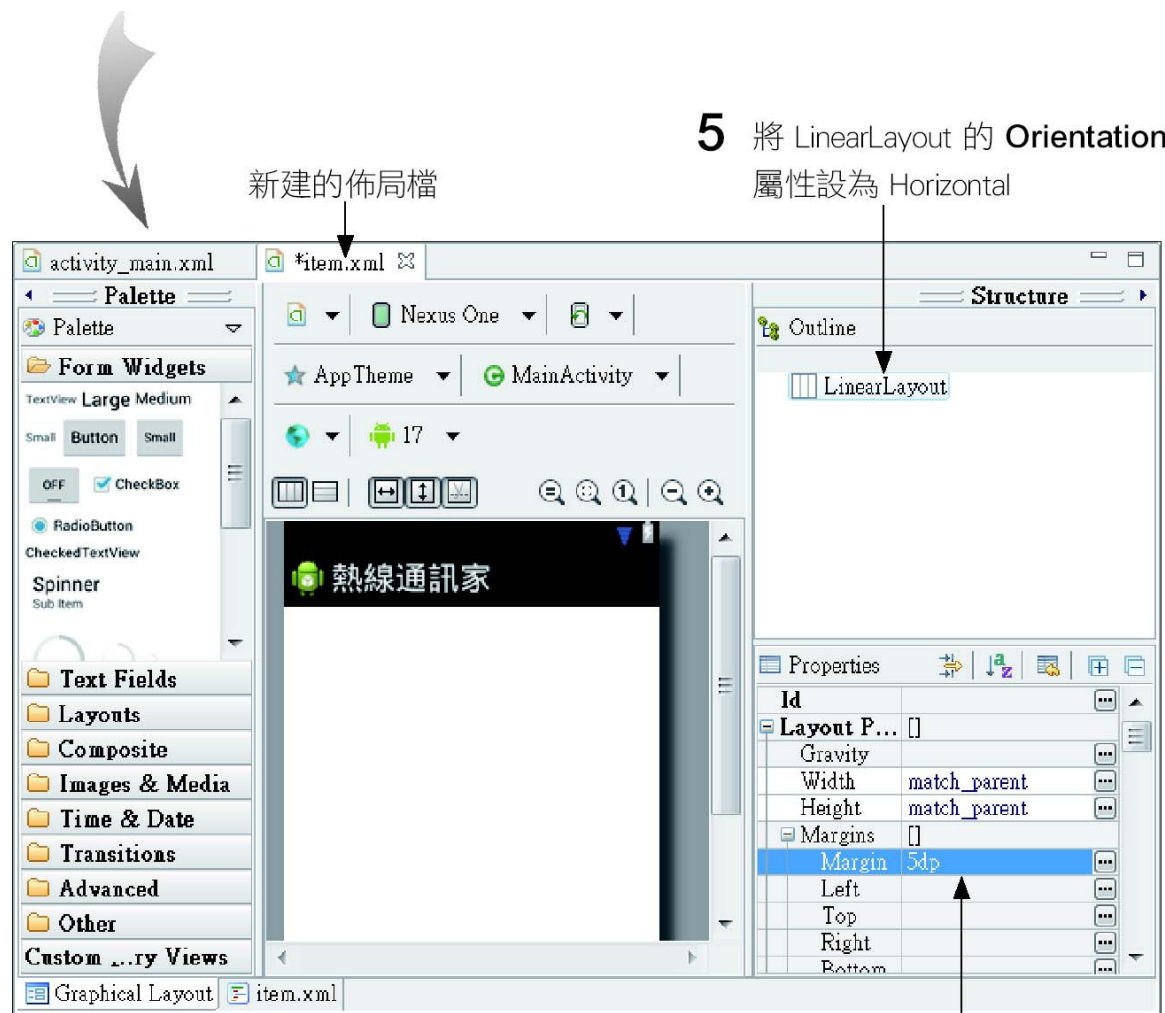 5 將 LinearLayout 的 Orientation
屬性設為 Horizontal
新建的佈局檔
activity_main.xml
*item.xml
Palette
Palette
Form Widgets
TextView Large Medium
Small Button Small
OFF CheckBox
RadioButton
CheckedTextView
Spinner
Sub Item
Text Fields
Layouts
Composite
Images & Media
Time & Date
Transitions
Advanced
Other
Custom ...ry Views
Nexus One
AppTheme MainActivity
17
熱線通訊家
Structure
Outline
LinearLayout
Properties
Id
Layout P... []
Gravity
Width match_parent
Height match_parent
Margins []
Margin 5dp
Left
Top
Right
Bottom
Graphical Layout item.xml